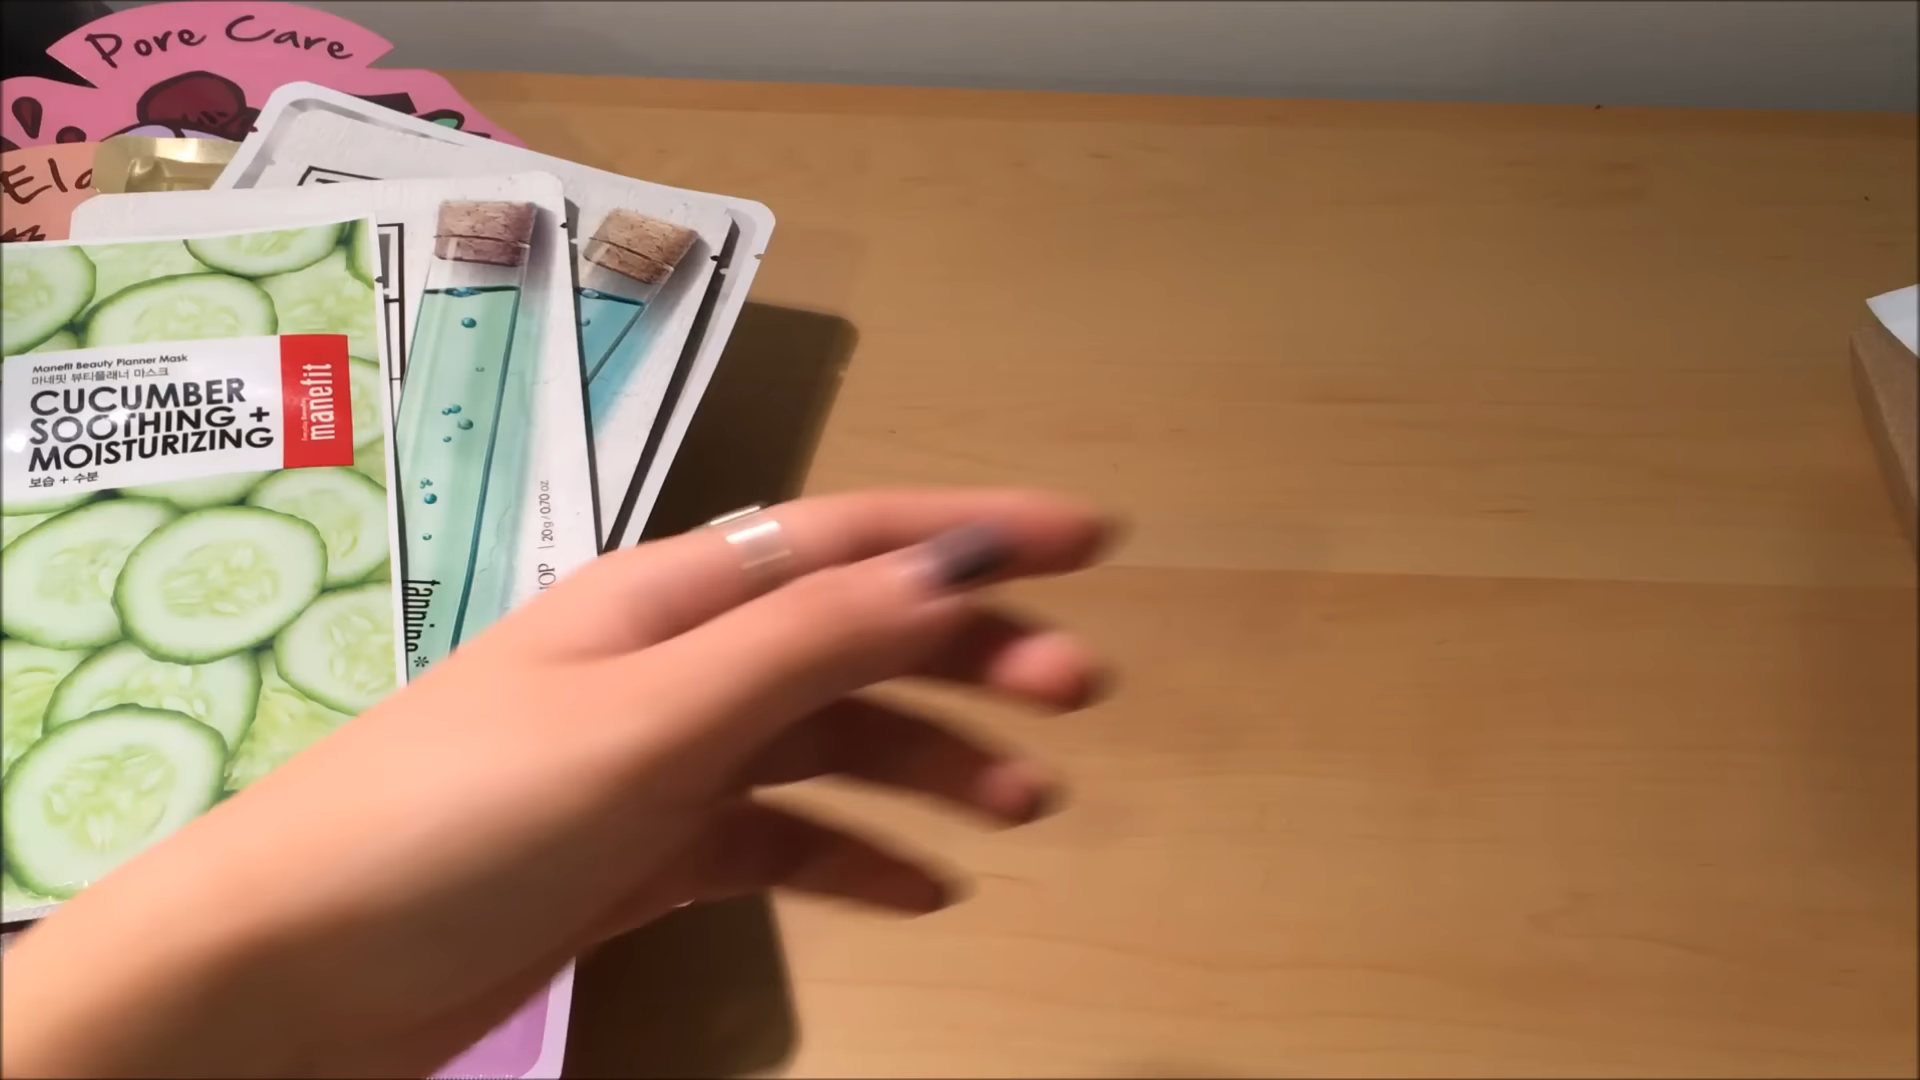 Pore Care
Ela
Manefit Beauty Planner Mask
마네핏 뷰티플래너 마스크
CUCUMBER
SOOTHING +
MOISTURIZING
보습 + 수분
manefit
20g / 0.70 oz